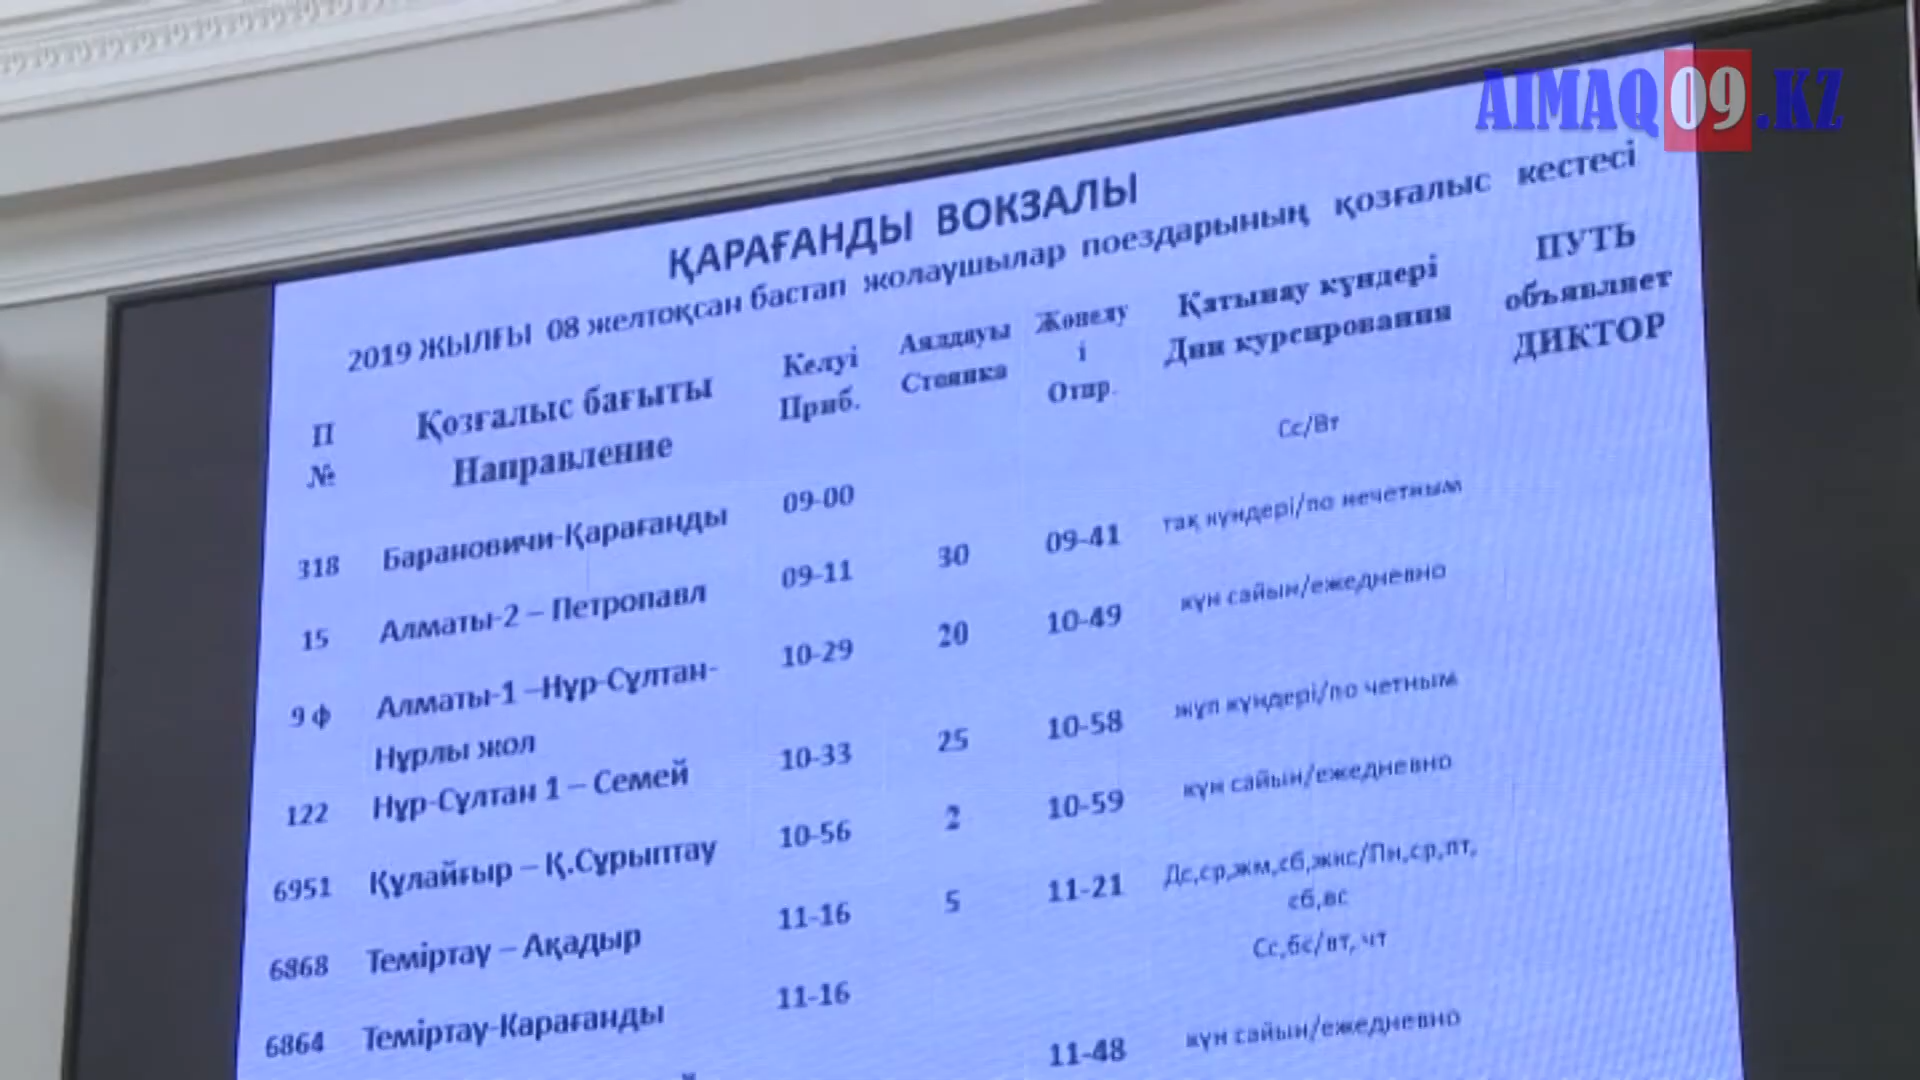 AIMAQ09.KZ
ҚАРАҒАНДЫ ВОКЗАЛЫ
2019 ЖЫЛҒЫ 08 желтоқсан бастап жолаушылар поездарының қозғалыс кестесі
П № Қозғалыс бағыты Направление Келуі Приб. Аялдауы Стоянка Жөнелуі Отпр. Қатынау күндері Дни курсирования ПУТЬ объявляет ДИКТОР
318 Барановичи-Қарағанды 09-00 Сс/Вт
15 Алматы-2 – Петропавл 09-11 30 09-41 тақ күндері/по нечетным
9 ф Алматы-1 –Нұр-Сұлтан- 10-29 20 10-49 күн сайын/ежедневно
Нұрлы жол
122 Нұр-Сұлтан 1 – Семей 10-33 25 10-58 жұп күндері/по четным
6951 Құлайғыр – Қ.Сұрыптау 10-56 2 10-59 күн сайын/ежедневно
6868 Теміртау – Ақадыр 11-16 5 11-21 Дс,ср,жм,сб,жкс/Пн,ср,пт,
сб,вс
6864 Теміртау-Карағанды 11-16 Сс,бс/вт, чт
11-48 күн сайын/ежедневно